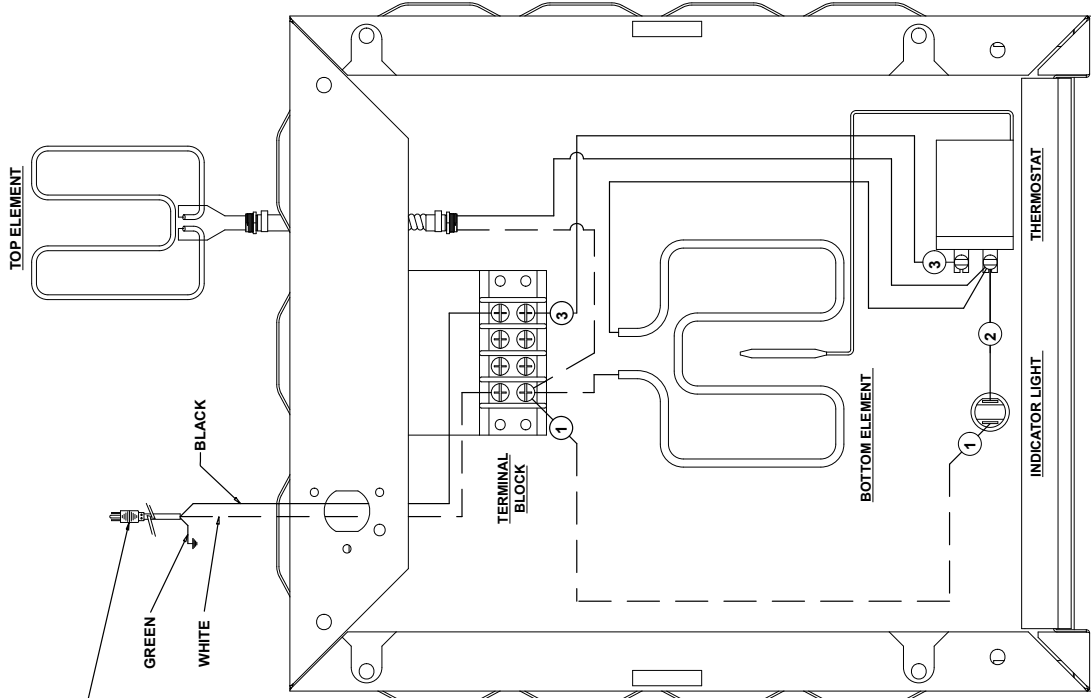 TOP ELEMENT
BLACK
GREEN
WHITE
TERMINAL
BLOCK
3
1
BOTTOM ELEMENT
3
2
1
THERMOSTAT
INDICATOR LIGHT